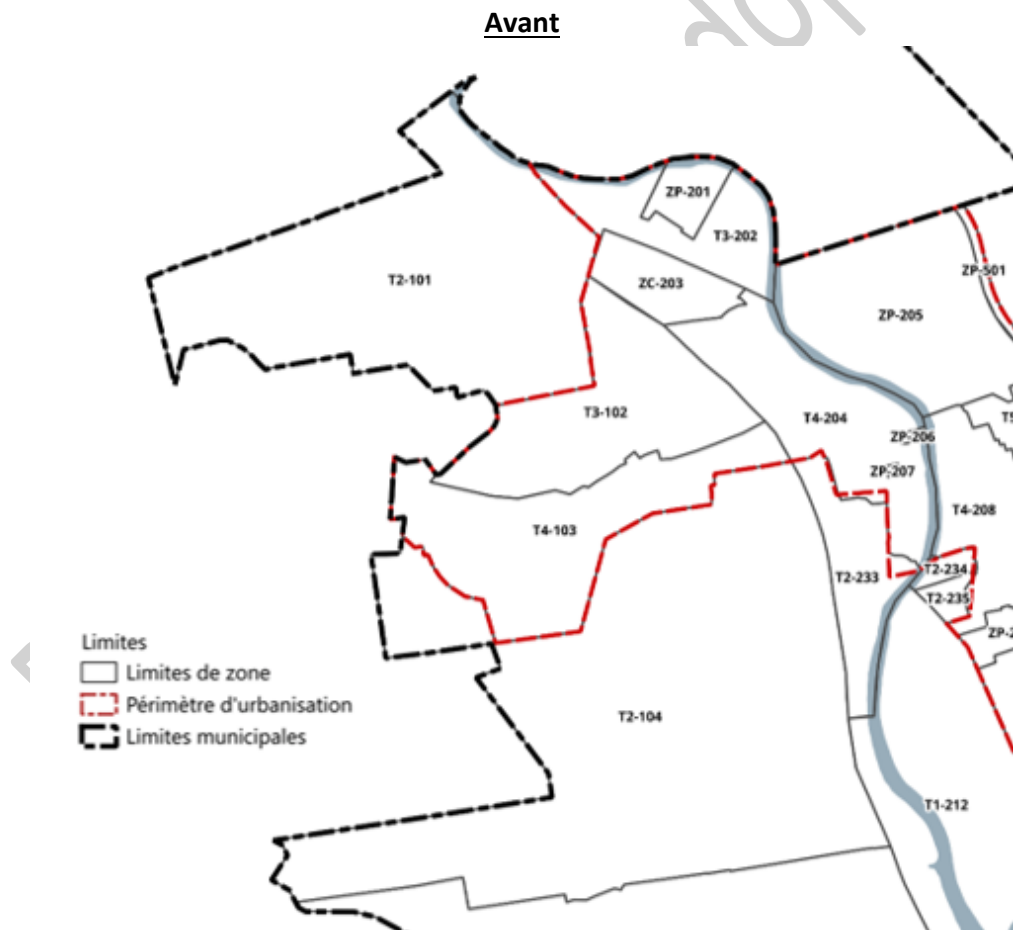 Avant
ZP-201
T3-202
T2-101
ZC-203
ZP-501
ZP-205
T3-102
T4-204
ZP-206
ZP-207
T4-103
T4-208
T2-233
T2-234
T2-235
ZP-2
Limites
Limites de zone
Périmètre d'urbanisation
Limites municipales
T2-104
T1-212